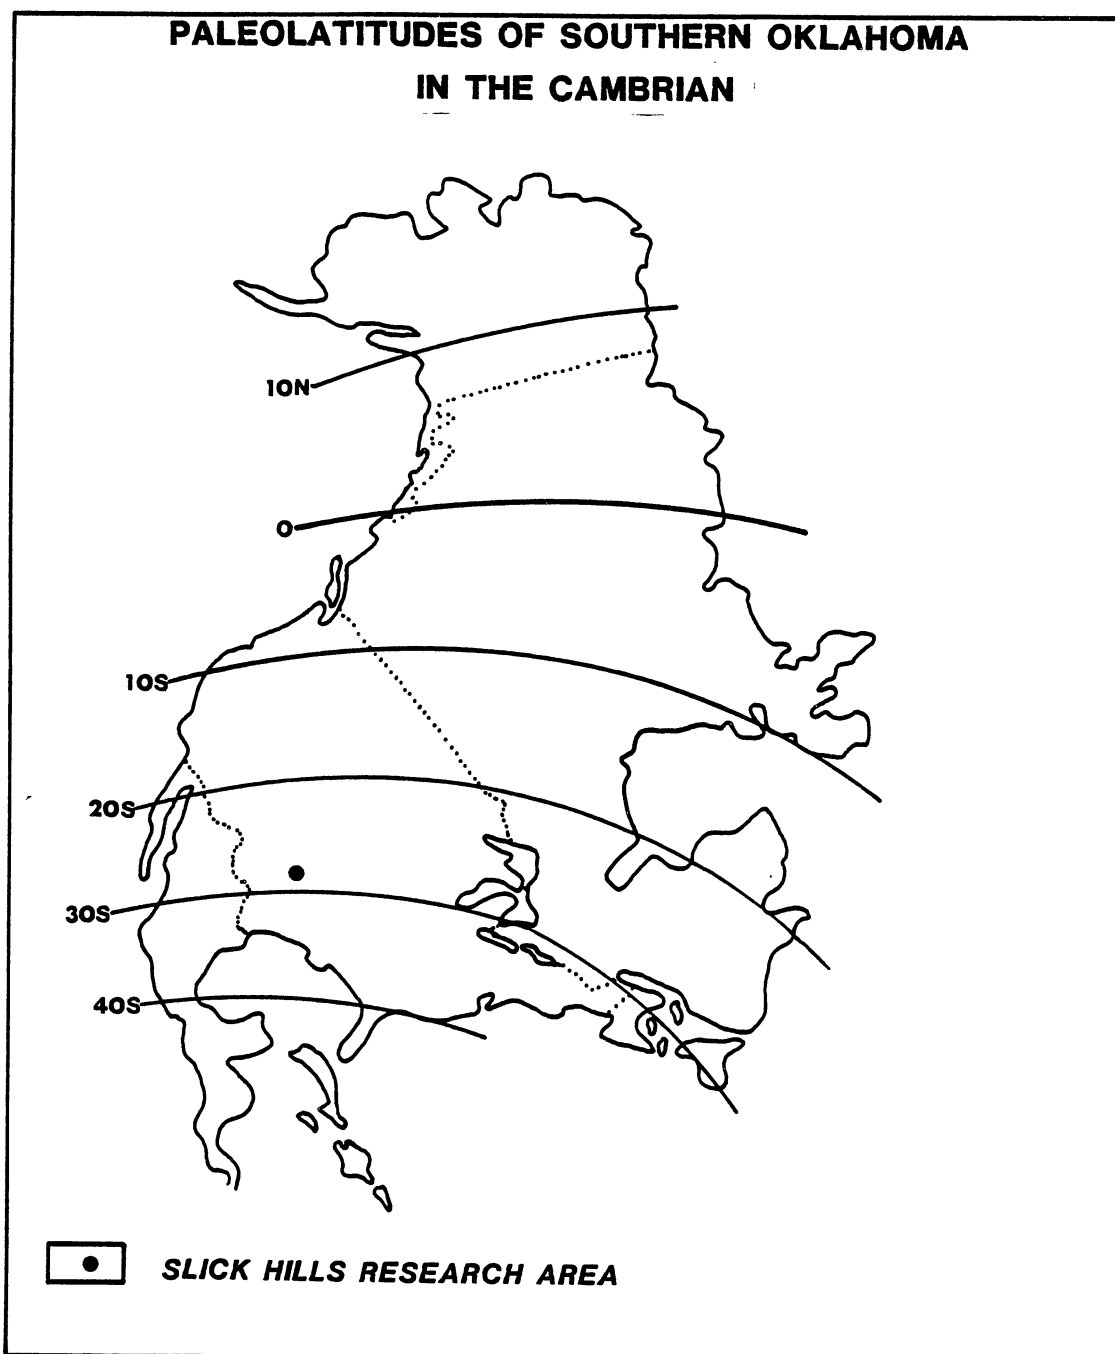 PALEOLATITUDES OF SOUTHERN OKLAHOMA
IN THE CAMBRIAN
10N
0
10S
20S
30S
40S
SLICK HILLS RESEARCH AREA